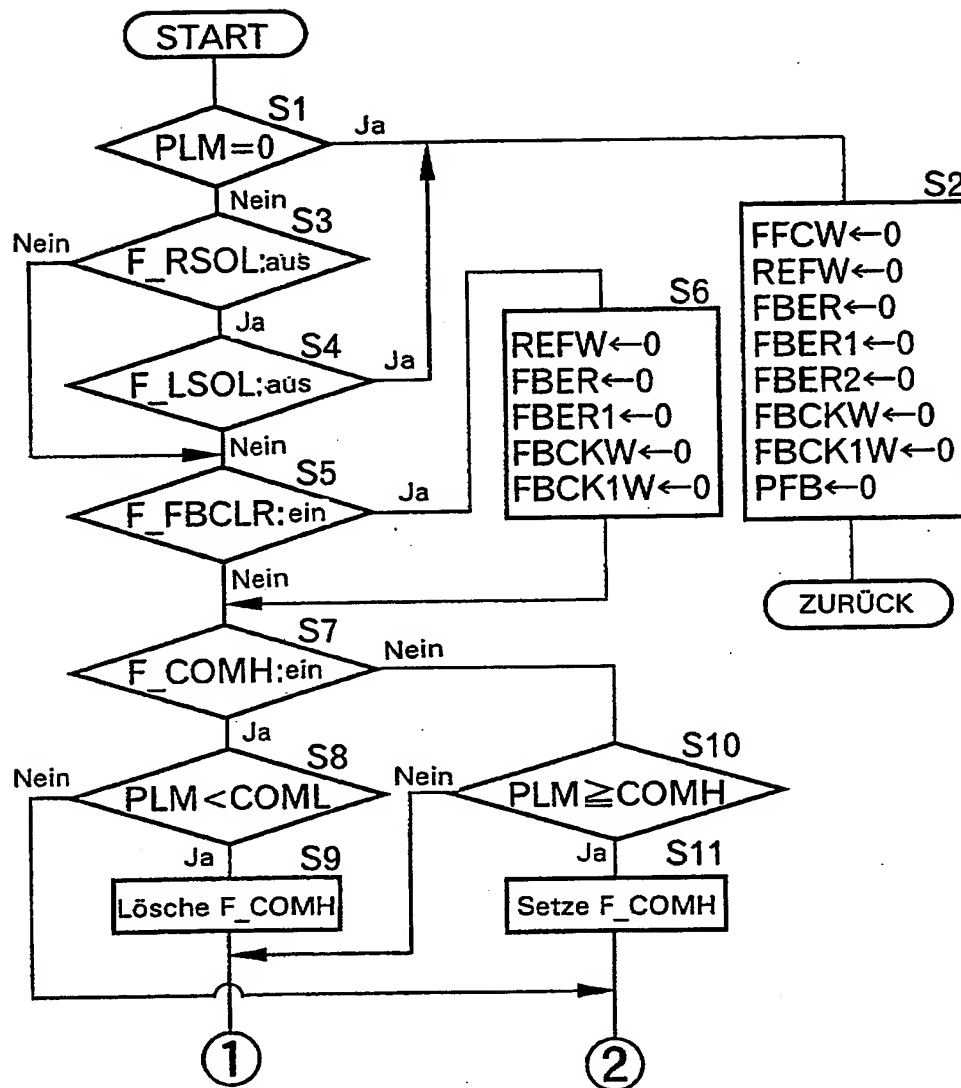 START
S1
PLM=0
Ja
Nein
S3
Nein
F_RSOL:aus
Ja
S4
F_LSOL:aus
Ja
Nein
S5
F_FBCLR:ein
Ja
Nein
S6
REFW←0
FBER←0
FBER1←0
FBCKW←0
FBCK1W←0
S2
FFCW←0
REFW←0
FBER←0
FBER1←0
FBER2←0
FBCKW←0
FBCK1W←0
PFB←0
ZURÜCK
S7
F_COMH:ein
Nein
Ja
S8
Nein
PLM<COML
Ja
S9
Lösche F_COMH
S10
Nein
PLM≧COMH
Ja
S11
Setze F_COMH
1
2